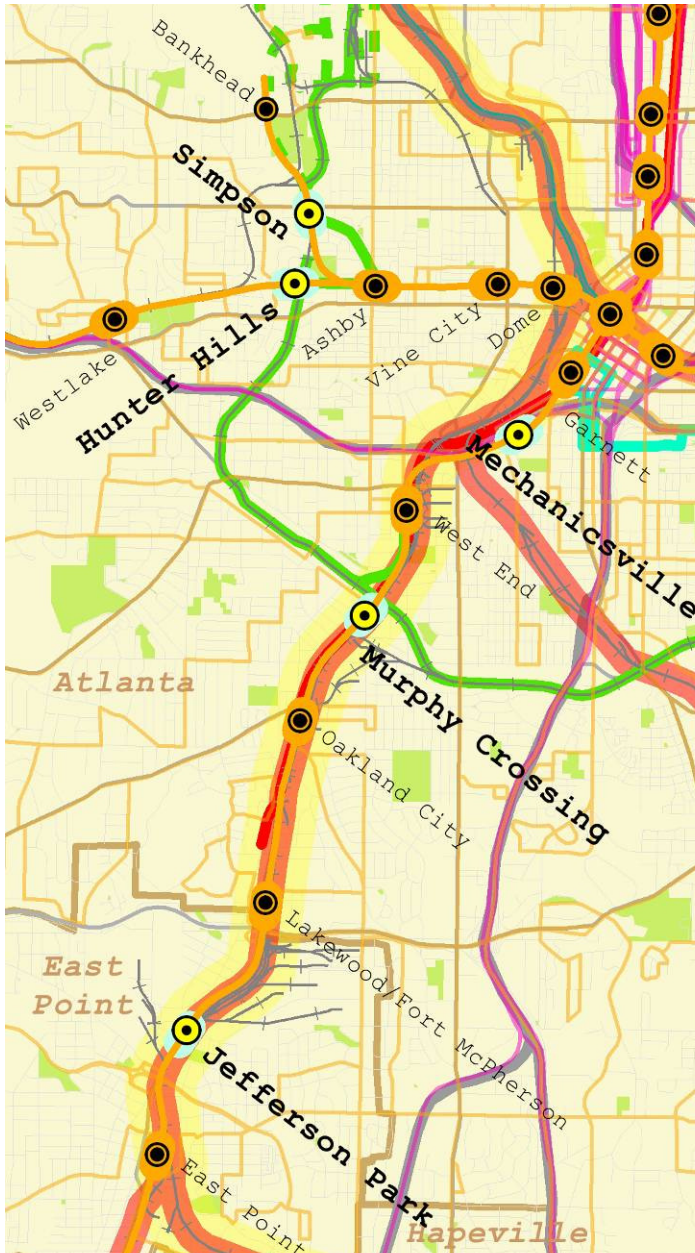 Bankhead
Simpson
Hunter Hills
Ashby
Vine City
Dome
Westlake
Garnett
Mechanicsville
West End
Atlanta
Murphy Crossing
Oakland City
Lakewood/Fort McPherson
East
Point
Jefferson Park
East Point
Hapeville